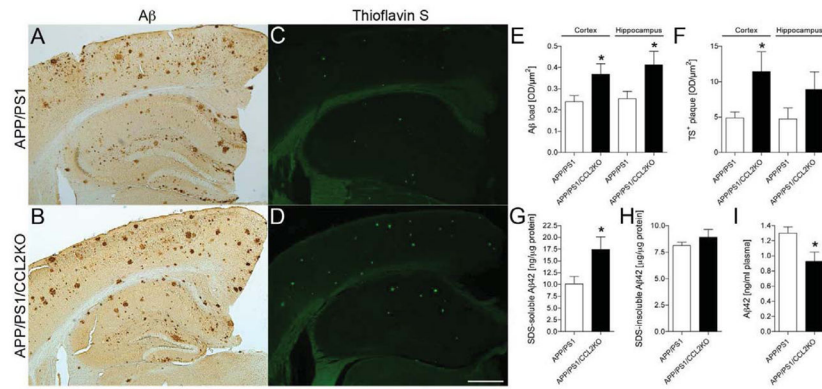 Aβ
Thioflavin S
APP/PS1
APP/PS1/CCL2KO
A
B
C
D
E
Cortex
Hippocampus
*
*
Aβ load [OD/μm²]
0.5
0.4
0.3
0.2
0.1
0.0
APP/PS1
APP/PS1/CCL2KO
APP/PS1
APP/PS1/CCL2KO
F
Cortex
Hippocampus
*
TS⁺ plaque [OD/μm²]
15
10
5
0
APP/PS1
APP/PS1/CCL2KO
APP/PS1
APP/PS1/CCL2KO
G
*
SDS-soluble Aβ42 [ng/μg protein]
22.5
20.0
17.5
15.0
12.5
10.0
7.5
5.0
2.5
0.0
APP/PS1
APP/PS1/CCL2KO
H
SDS-insoluble Aβ42 [μg/μg protein]
10.0
7.5
5.0
2.5
0.0
APP/PS1
APP/PS1/CCL2KO
I
*
Aβ42 [ng/ml plasma]
1.4
1.2
1.0
0.8
0.6
0.4
0.2
0.0
APP/PS1
APP/PS1/CCL2KO